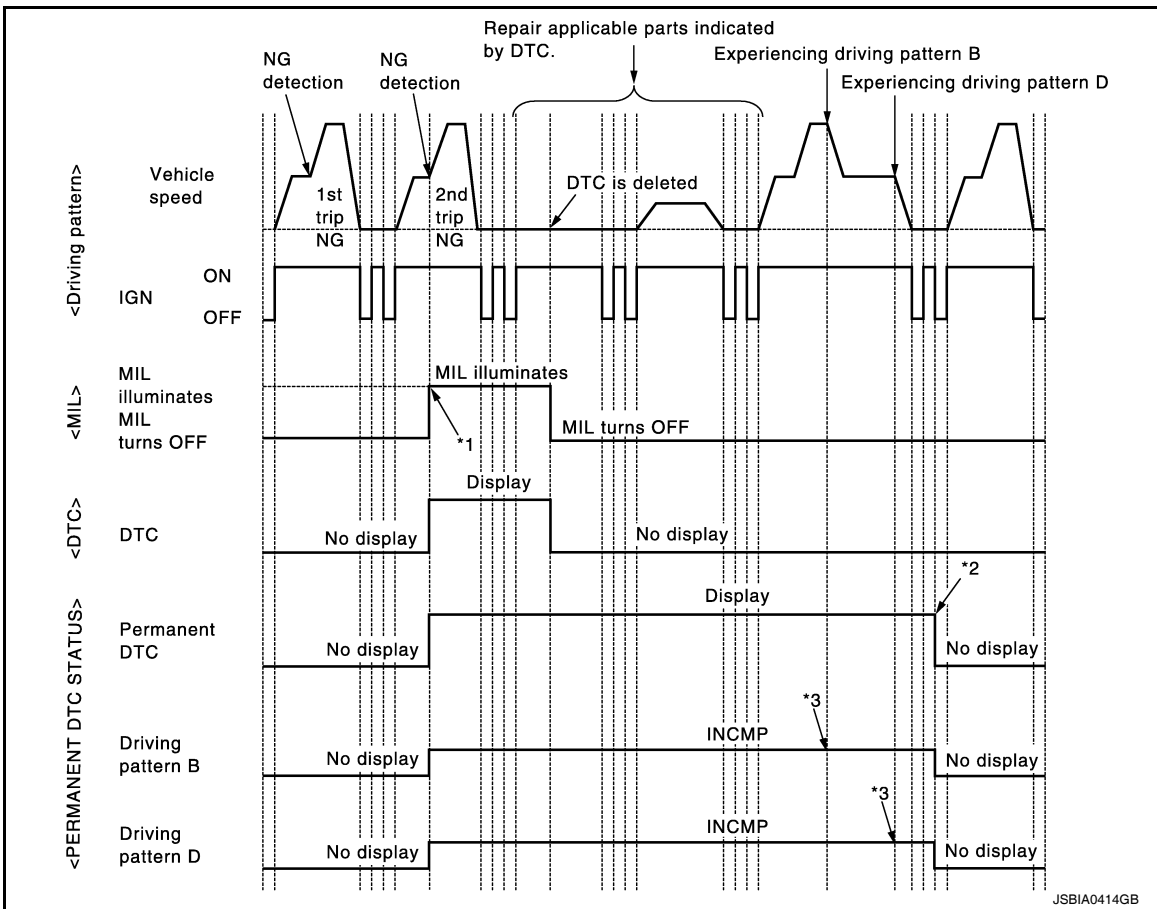 Repair applicable parts indicated
by DTC.
NG
detection
NG
detection
Experiencing driving pattern B
Experiencing driving pattern D
<Driving pattern>
Vehicle
speed
1st
trip
NG
2nd
trip
NG
DTC is deleted
IGN
ON
OFF
<MIL>
MIL
illuminates
MIL
turns OFF
MIL illuminates
*1
MIL turns OFF
<DTC>
DTC
No display
Display
No display
<PERMANENT DTC STATUS>
Permanent
DTC
No display
Display
*2
No display
Driving
pattern B
No display
INCMP
*3
No display
Driving
pattern D
No display
INCMP
*3
No display
JSBIA0414GB